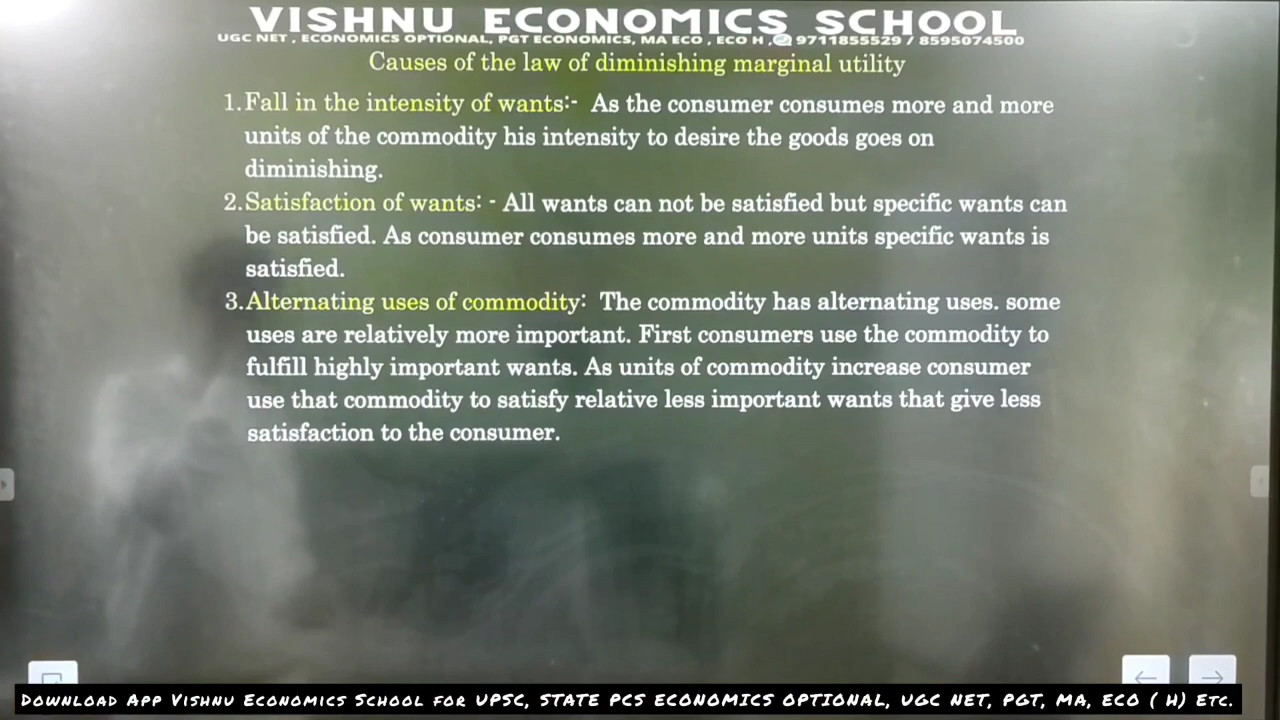 VISHNU ECONOMICS SCHOOL
UGC NET , ECONOMICS OPTIONAL, PGT ECONOMICS, MA ECO , ECO H , 9711855529 / 8595074500
Causes of the law of diminishing marginal utility
1. Fall in the intensity of wants:- As the consumer consumes more and more
units of the commodity his intensity to desire the goods goes on
diminishing.
2. Satisfaction of wants: - All wants can not be satisfied but specific wants can
be satisfied. As consumer consumes more and more units specific wants is
satisfied.
3. Alternating uses of commodity: The commodity has alternating uses. some
uses are relatively more important. First consumers use the commodity to
fulfill highly important wants. As units of commodity increase consumer
use that commodity to satisfy relative less important wants that give less
satisfaction to the consumer.
Download App Vishnu Economics School for UPSC, STATE PCS ECONOMICS OPTIONAL, UGC NET, PGT, MA, ECO ( H) Etc.